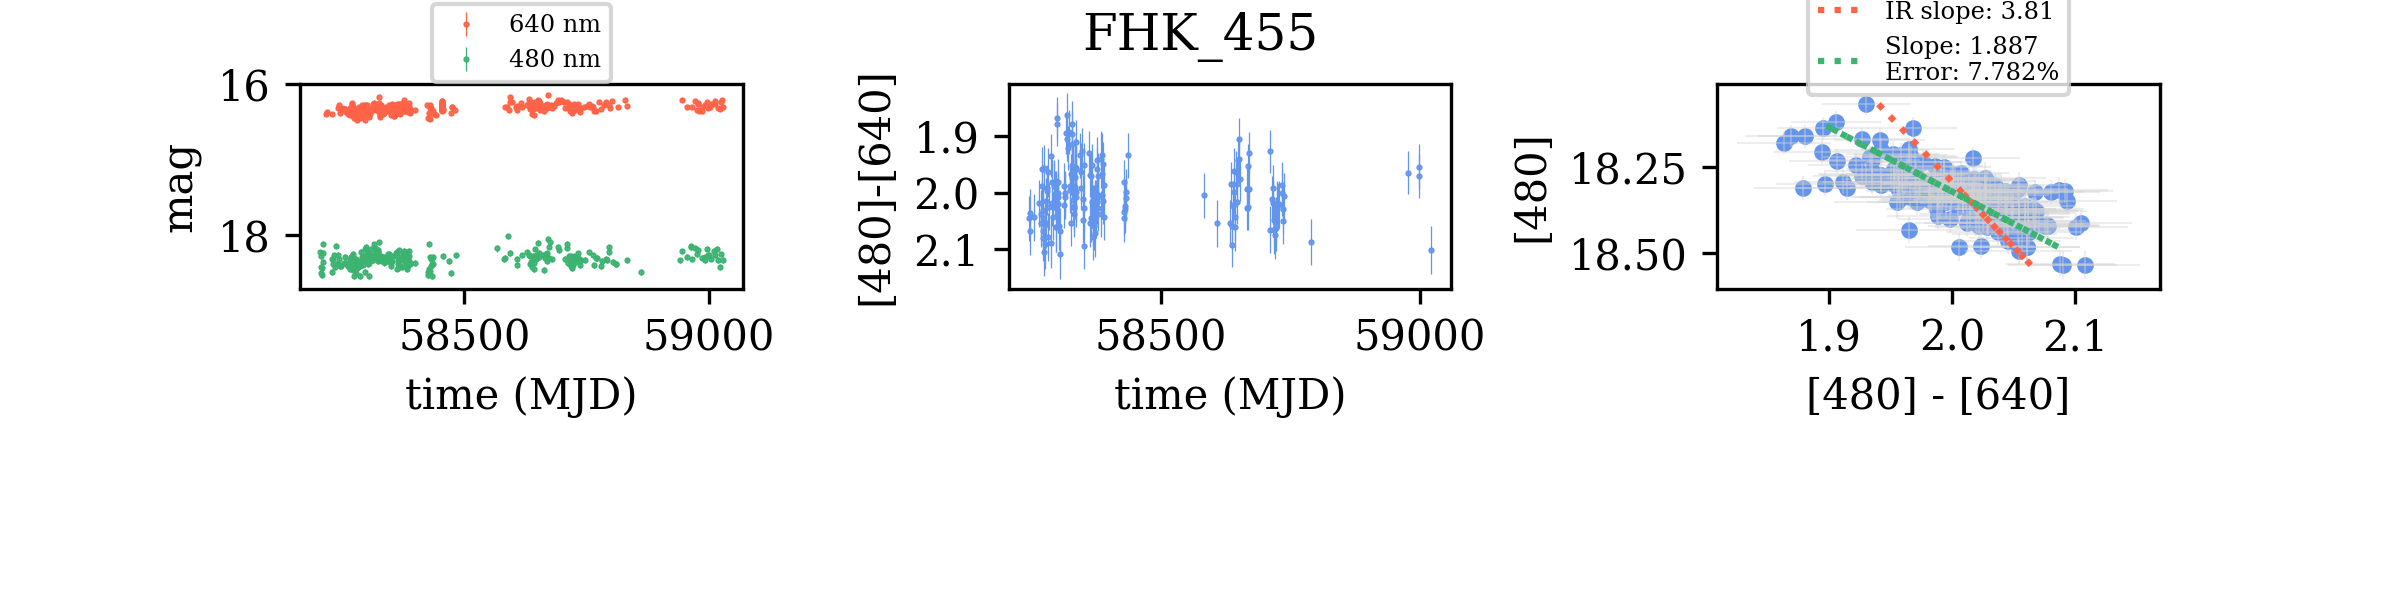 FHK_455
640 nm
480 nm
mag
16
18
58500
59000
time (MJD)
[480]-[640]
1.9
2.0
2.1
58500
59000
time (MJD)
IR slope: 3.81
Slope: 1.887
Error: 7.782%
[480]
18.25
18.50
1.9
2.0
2.1
[480] - [640]